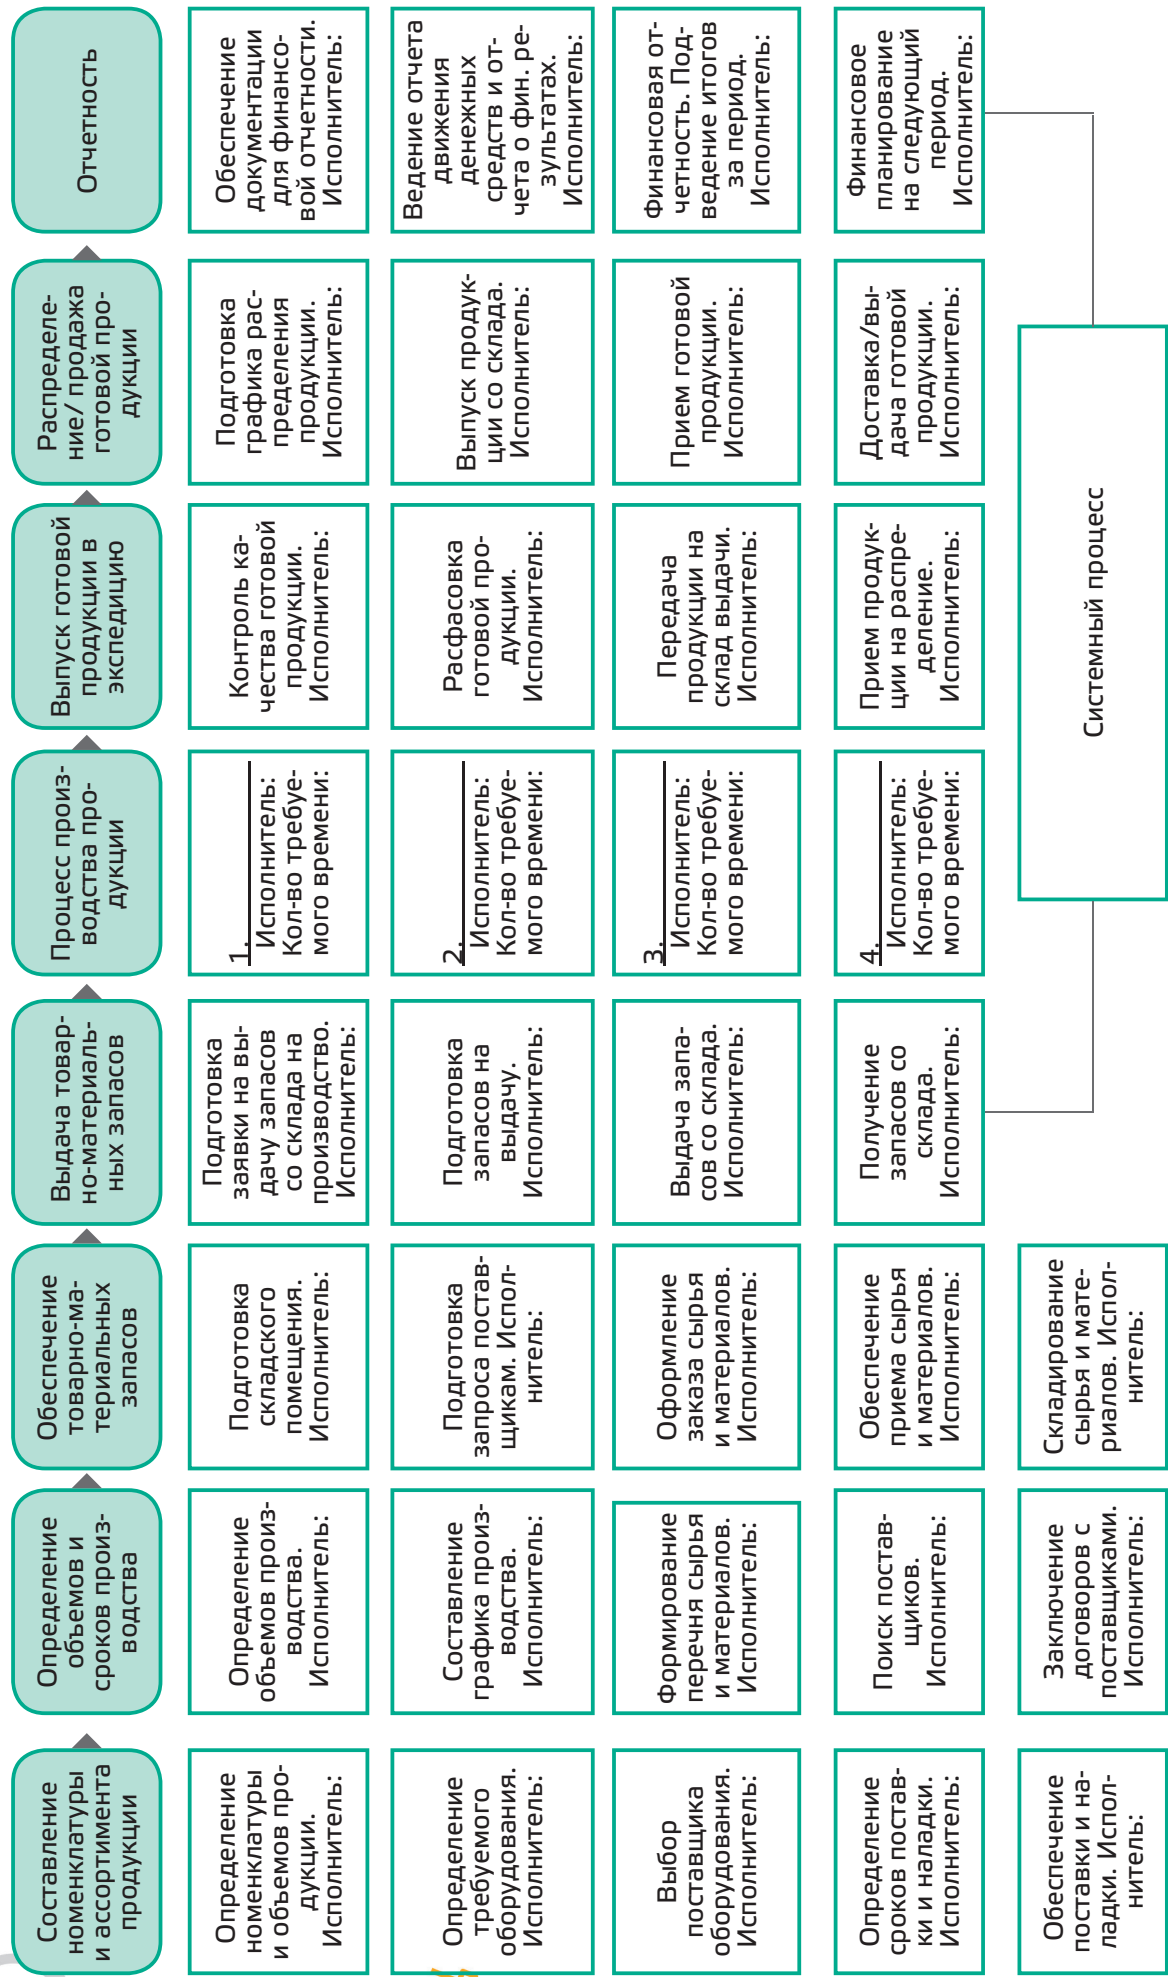 Составление
номенклатуры
и ассортимента
продукции
Определение
объемов и
сроков произ-
водства
Обеспечение
товарно-ма-
териальных
запасов
Выдача товар-
но-материаль-
ных запасов
Процесс произ-
водства про-
дукции
Выпуск готовой
продукции в
экспедицию
Распределе-
ние/ продажа
готовой про-
дукции
Отчетность
Определение
номенклатуры
и объемов про-
дукции.
Исполнитель:
Определение
объемов произ-
водства.
Исполнитель:
Подготовка
складского
помещения.
Исполнитель:
Подготовка
заявки на вы-
дачу запасов
со склада на
производство.
Исполнитель:
1.
Исполнитель:
Кол-во требуе-
мого времени:
Контроль ка-
чества готовой
продукции.
Исполнитель:
Подготовка
графика рас-
пределения
продукции.
Исполнитель:
Обеспечение
документации
для финансо-
вой отчетности.
Исполнитель:
Определение
требуемого
оборудования.
Исполнитель:
Составление
графика произ-
водства.
Исполнитель:
Подготовка
запроса постав-
щикам. Испол-
нитель:
Подготовка
запасов на
выдачу.
Исполнитель:
2.
Исполнитель:
Кол-во требуе-
мого времени:
Расфасовка
готовой про-
дукции.
Исполнитель:
Выпуск продук-
ции со склада.
Исполнитель:
Ведение отчета
движения
денежных
средств и от-
чета о фин. ре-
зультатах.
Исполнитель:
Выбор
поставщика
оборудования.
Исполнитель:
Формирование
перечня сырья
и материалов.
Исполнитель:
Оформление
заказа сырья
и материалов.
Исполнитель:
Выдача запа-
сов со склада.
Исполнитель:
3.
Исполнитель:
Кол-во требуе-
мого времени:
Передача
продукции на
склад выдачи.
Исполнитель:
Прием готовой
продукции.
Исполнитель:
Финансовая от-
четность. Под-
ведение итогов
за период.
Исполнитель:
Определение
сроков постав-
ки и наладки.
Исполнитель:
Поиск постав-
щиков.
Исполнитель:
Обеспечение
приема сырья
и материалов.
Исполнитель:
Получение
запасов со
склада.
Исполнитель:
4.
Исполнитель:
Кол-во требуе-
мого времени:
Прием продук-
ции на распре-
деление.
Исполнитель:
Доставка/вы-
дача готовой
продукции.
Исполнитель:
Финансовое
планирование
на следующий
период.
Исполнитель:
Обеспечение
поставки и на-
ладки. Испол-
нитель:
Заключение
договоров с
поставщиками.
Исполнитель:
Складирование
сырья и мате-
риалов. Испол-
нитель:
Системный процесс